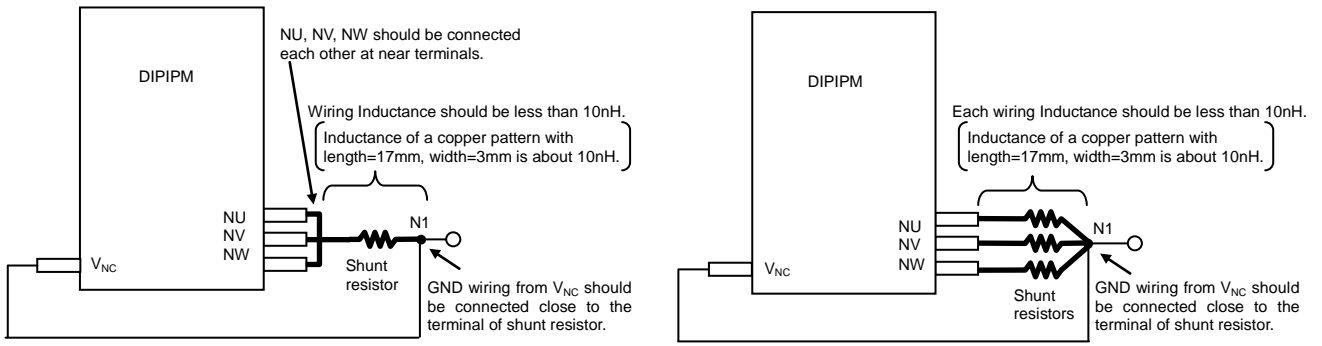 NU, NV, NW should be connected
each other at near terminals.
DIPIPM
Wiring Inductance should be less than 10nH.
Inductance of a copper pattern with
length=17mm, width=3mm is about 10nH.
NU
NV
NW
N1
VNC
Shunt
resistor
GND wiring from VNC should
be connected close to the
terminal of shunt resistor.
DIPIPM
Each wiring Inductance should be less than 10nH.
Inductance of a copper pattern with
length=17mm, width=3mm is about 10nH.
NU
NV
NW
N1
VNC
Shunt
resistors
GND wiring from VNC should
be connected close to the
terminal of shunt resistor.